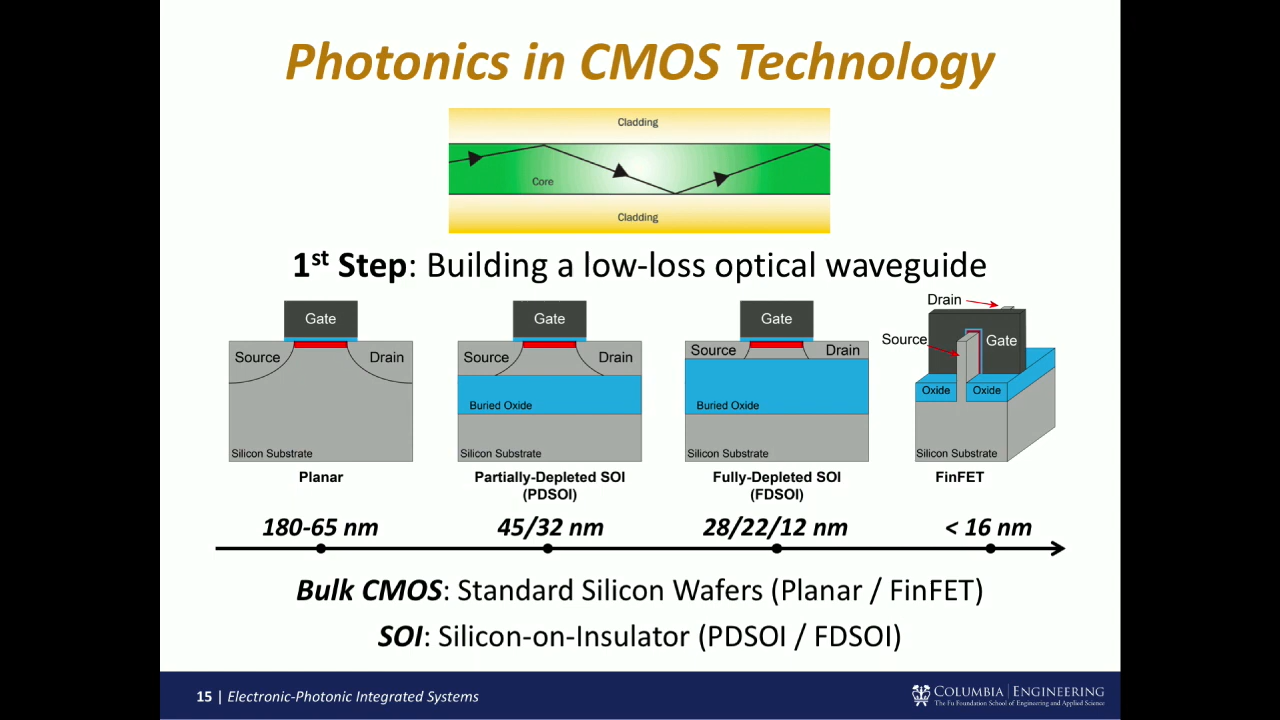 Photonics in CMOS Technology
Cladding
Core
Cladding
1st Step: Building a low-loss optical waveguide
Gate
Source
Drain
Silicon Substrate
Planar
Gate
Source
Drain
Buried Oxide
Silicon Substrate
Partially-Depleted SOI
(PDSOI)
Gate
Source
Drain
Buried Oxide
Silicon Substrate
Fully-Depleted SOI
(FDSOI)
Drain
Source
Gate
Oxide
Oxide
Silicon Substrate
FinFET
180-65 nm
45/32 nm
28/22/12 nm
< 16 nm
Bulk CMOS: Standard Silicon Wafers (Planar / FinFET)
SOI: Silicon-on-Insulator (PDSOI / FDSOI)
15 | Electronic-Photonic Integrated Systems
COLUMBIA | ENGINEERING
The Fu Foundation School of Engineering and Applied Science